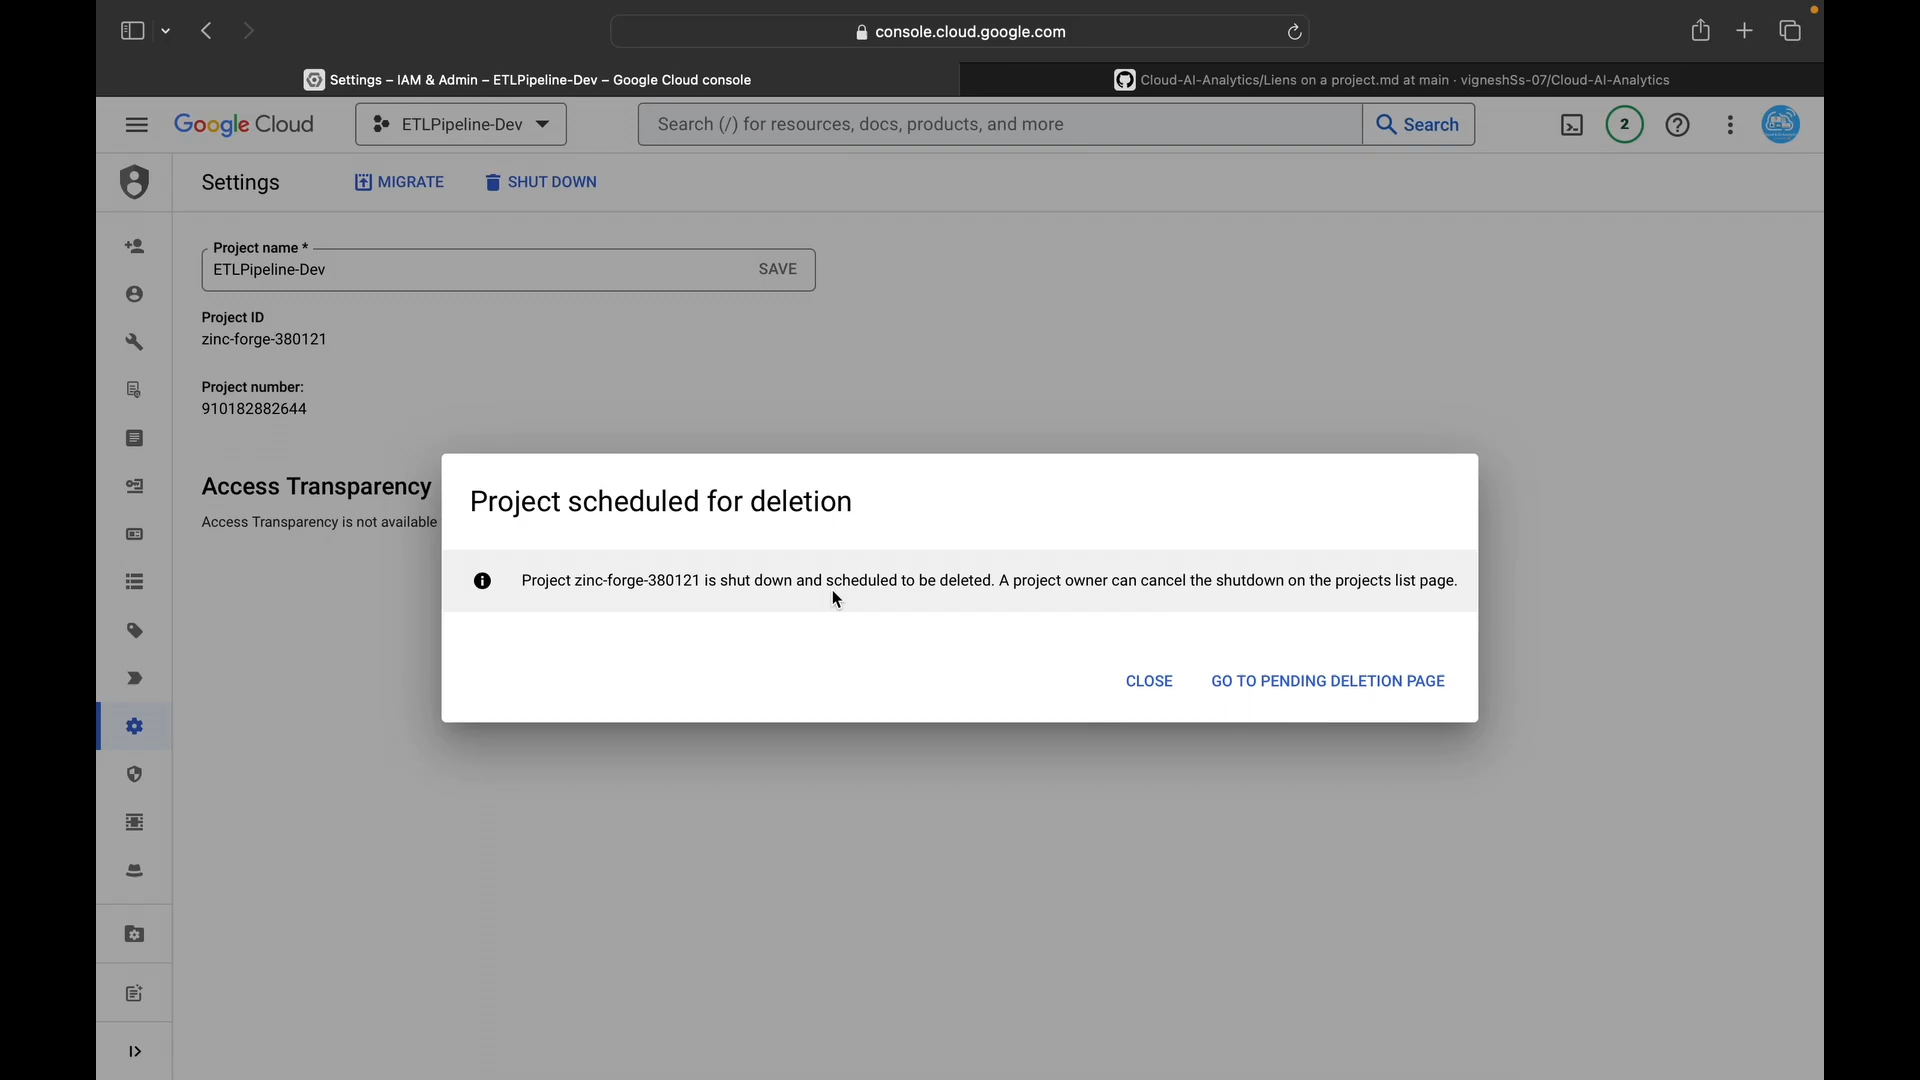 console.cloud.google.com
Settings – IAM & Admin – ETLPipeline-Dev – Google Cloud console
Cloud-AI-Analytics/Liens on a project.md at main · vigneshSs-07/Cloud-AI-Analytics
Google Cloud
ETLPipeline-Dev
Search (/) for resources, docs, products, and more
Search
2
Settings
MIGRATE
SHUT DOWN
Project name *
ETLPipeline-Dev
SAVE
Project ID
zinc-forge-380121
Project number:
910182882644
Access Transparency
Access Transparency is not available
Project scheduled for deletion
Project zinc-forge-380121 is shut down and scheduled to be deleted. A project owner can cancel the shutdown on the projects list page.
CLOSE
GO TO PENDING DELETION PAGE